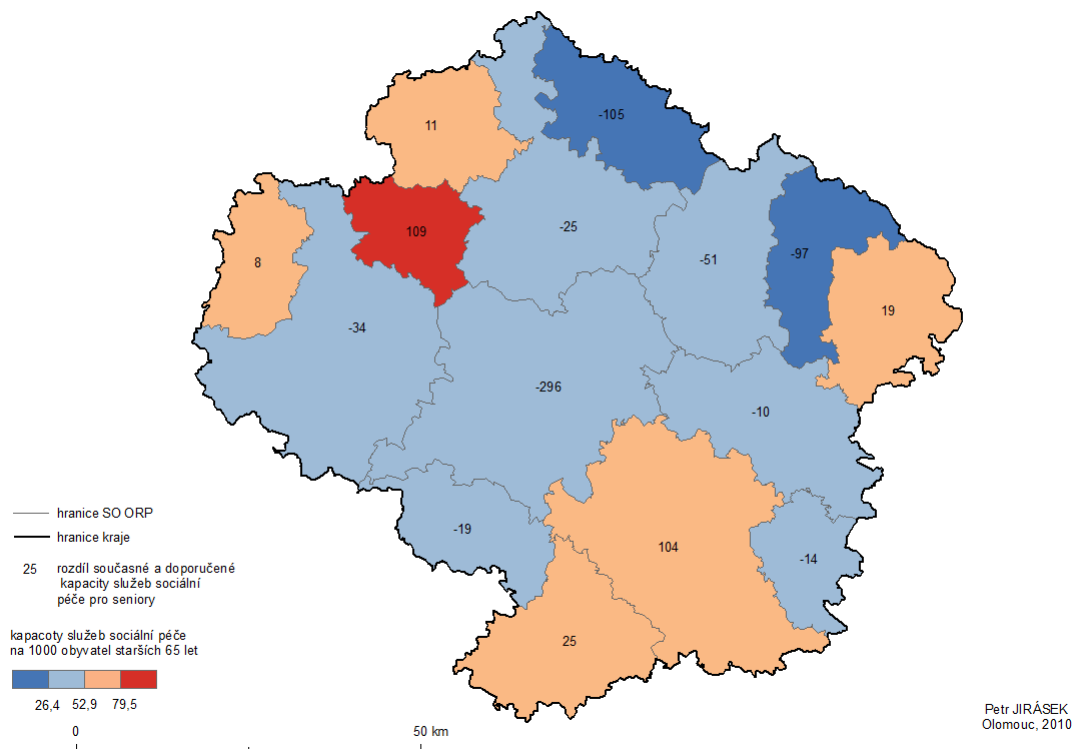 11
-105
109
-25
8
-51
-97
19
-34
-296
-10
-19
104
-14
25
hranice SO ORP
hranice kraje
25 rozdíl současné a doporučené
kapacity služeb sociální
péče pro seniory
kapacoty služeb sociální péče
na 1000 obyvatel starších 65 let
26,4 52,9 79,5
0 50 km
Petr JIRÁSEK
Olomouc, 2010